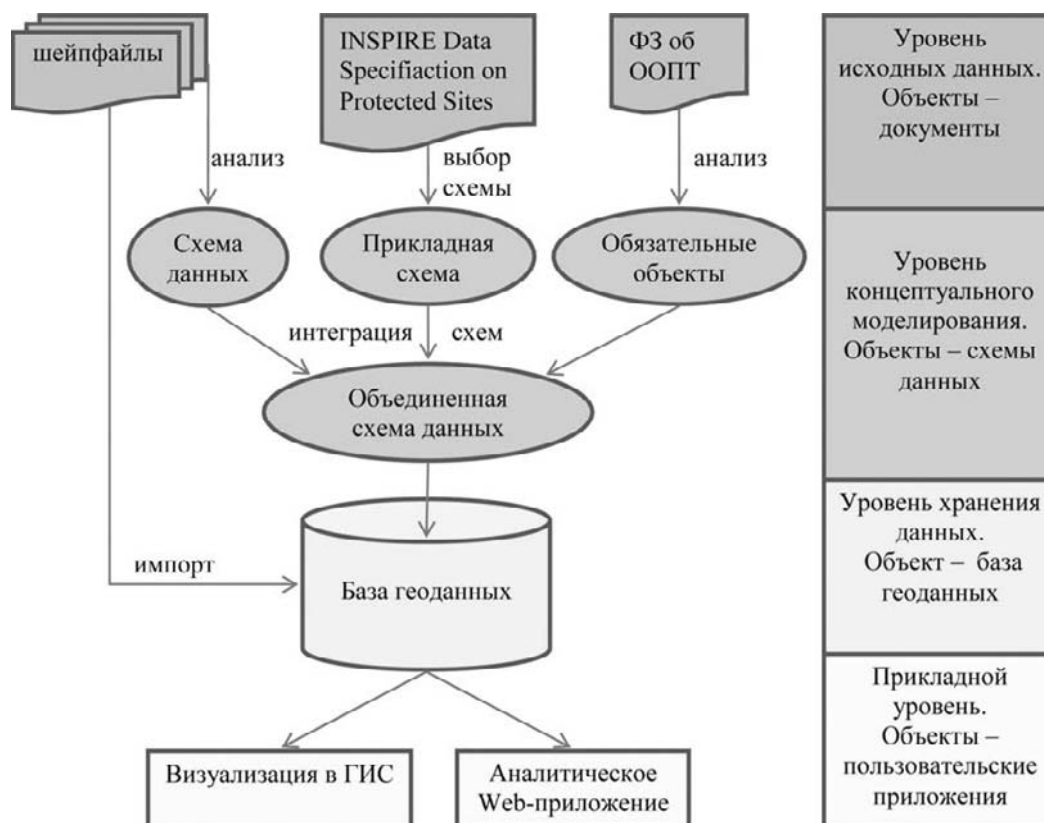 шейпфайлы
INSPIRE Data
Specifiaction on
Protected Sites
ФЗ об
ООПТ
Уровень
исходных данных.
Объекты –
документы
анализ
выбор
схемы
анализ
Схема
данных
Прикладная
схема
Обязательные
объекты
Уровень
концептуального
моделирования.
Объекты – схемы
данных
интеграция
схем
Объединенная
схема данных
Уровень хранения
данных.
Объект – база
геоданных
импорт
База геоданных
Прикладной
уровень.
Объекты –
пользовательские
приложения
Визуализация в ГИС
Аналитическое
Web-приложение